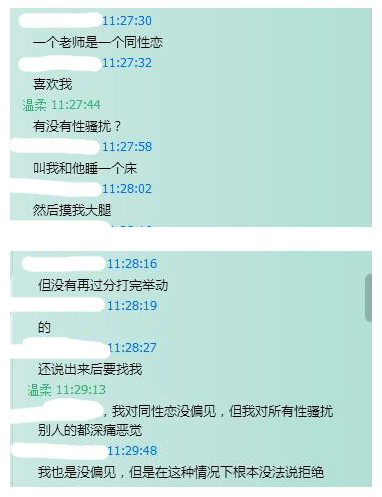 11:27:30
一个老师是一个同性恋
11:27:32
喜欢我
温柔 11:27:44
有没有性骚扰？
11:27:58
叫我和他睡一个床
11:28:02
然后摸我大腿
11:28:16
但没有再过分打完举动
11:28:19
的
11:28:27
还说出来后要找我
温柔 11:29:13
，我对同性恋没偏见，但我对所有性骚扰
别人的都深痛恶觉
11:29:48
我也是没偏见，但是在这种情况下根本没法说拒绝